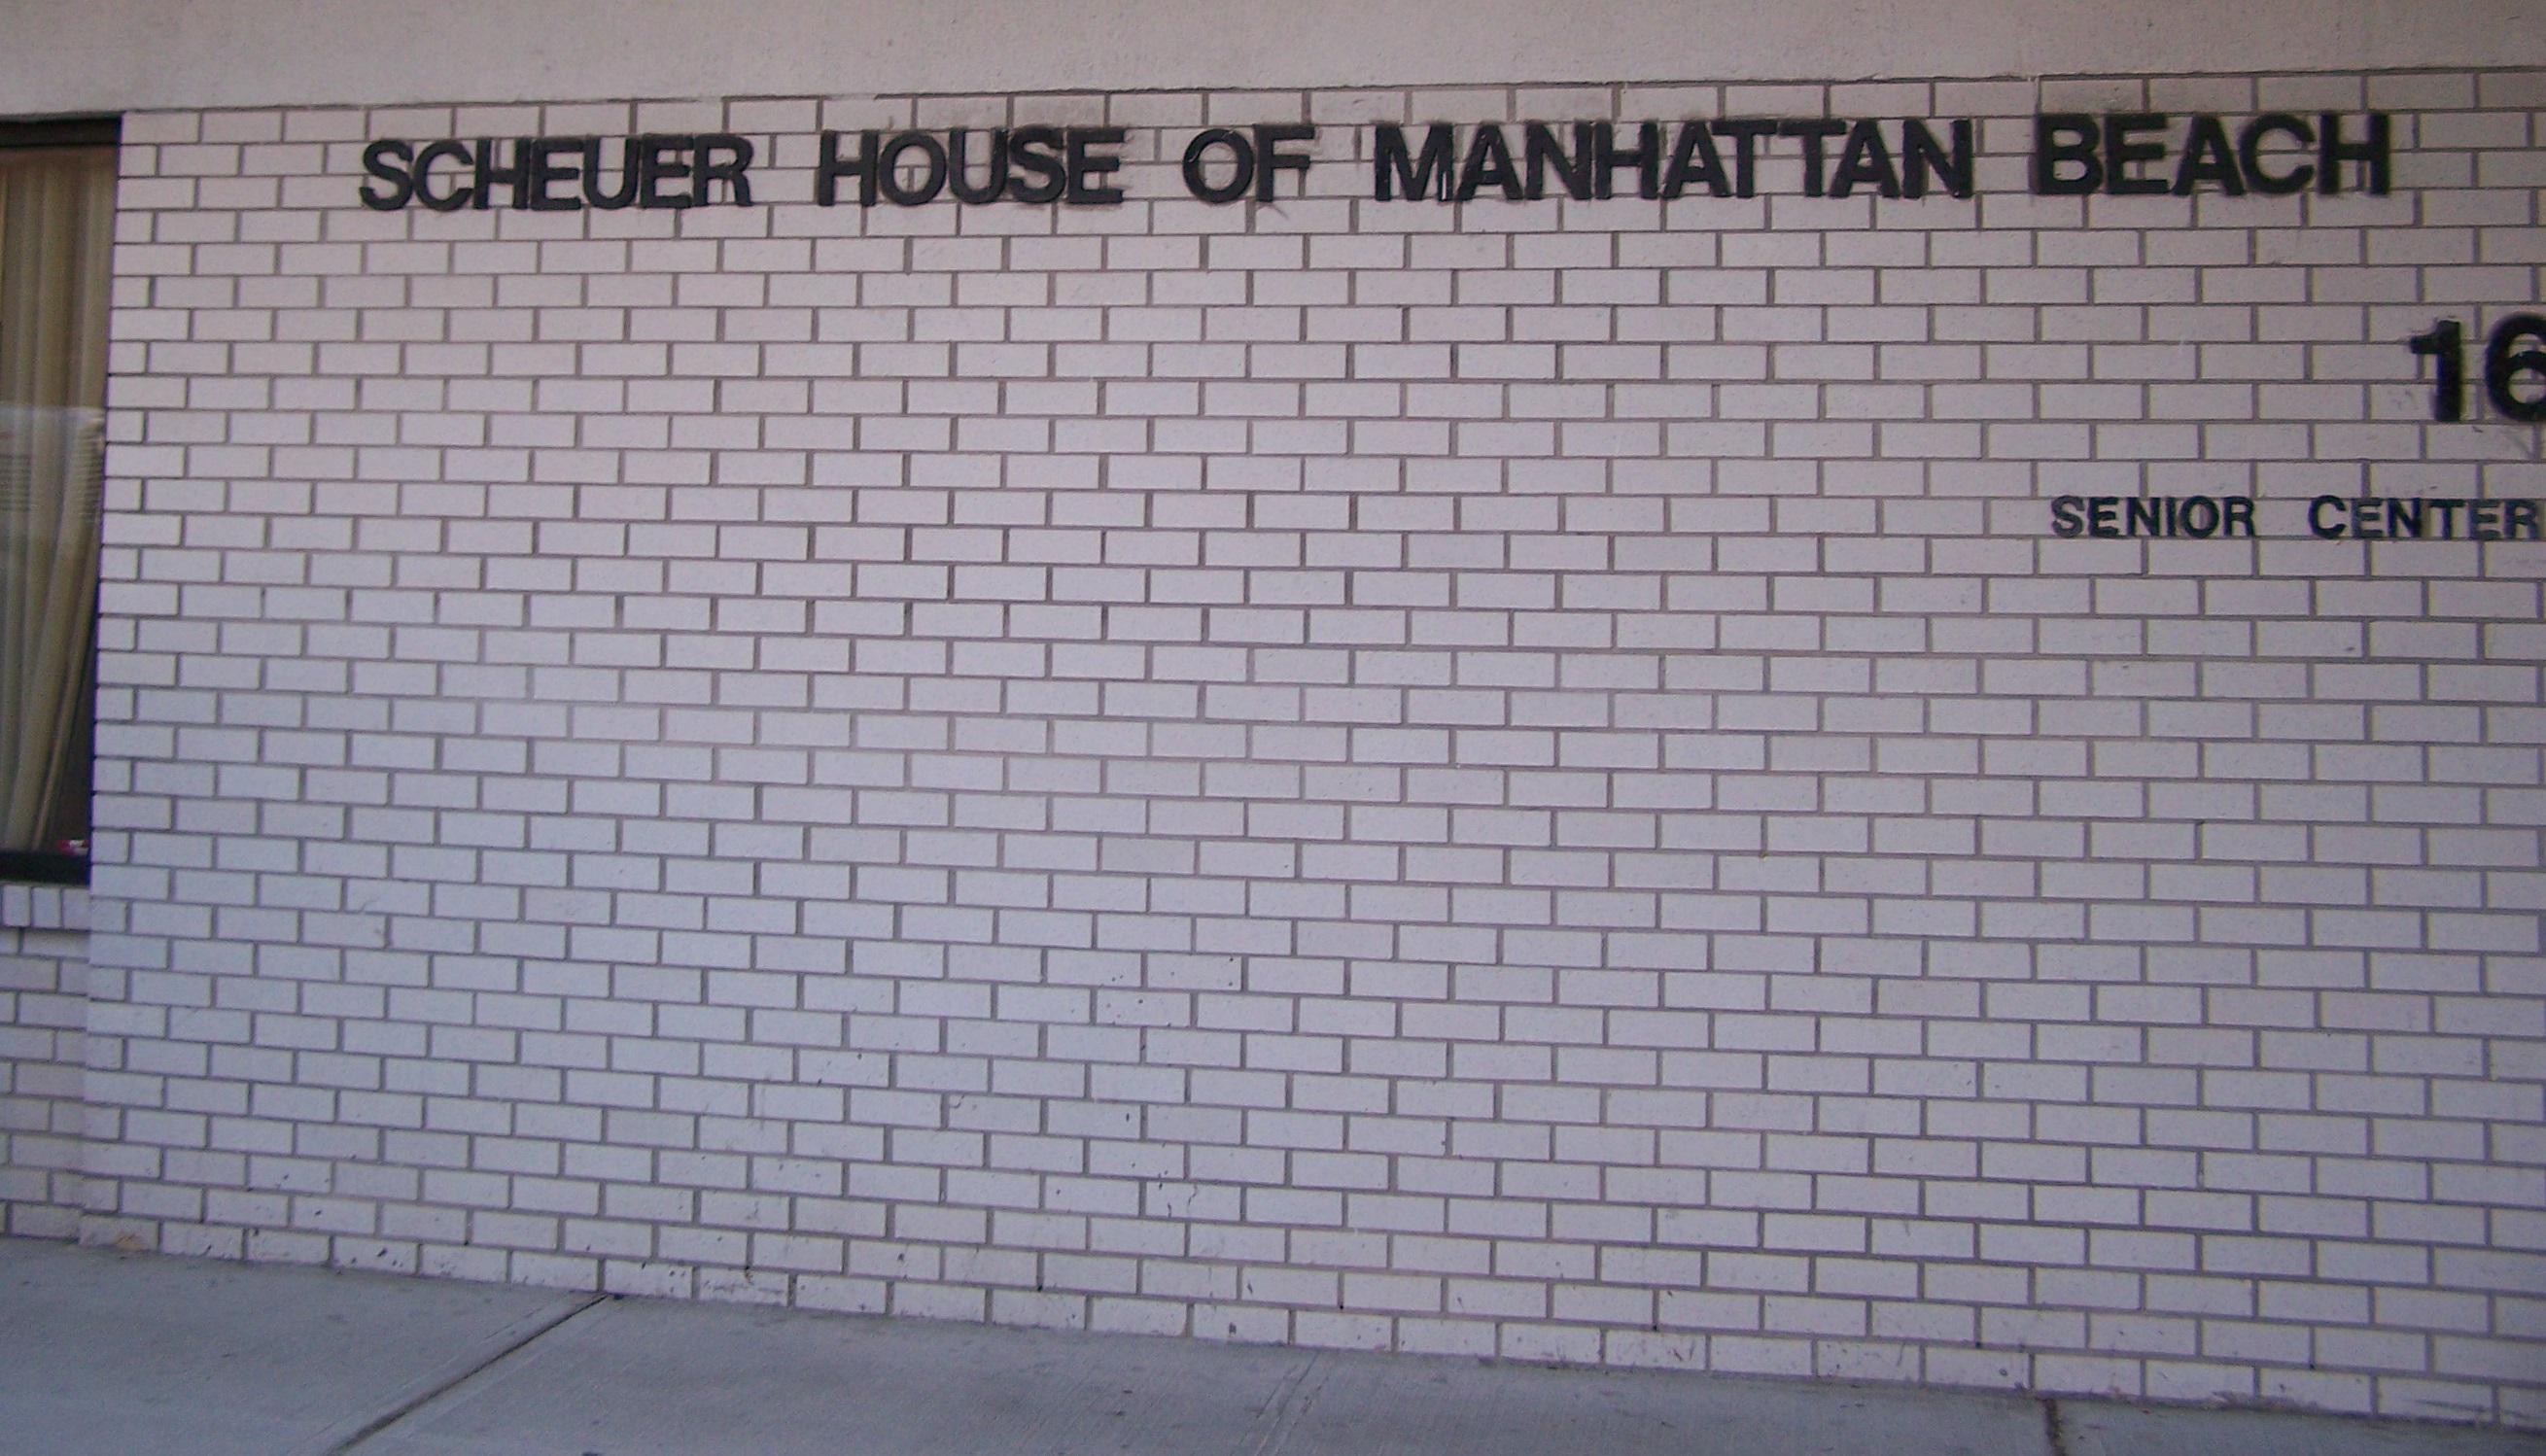 SCHEUER HOUSE OF MANHATTAN BEACH
16
SENIOR CENTER